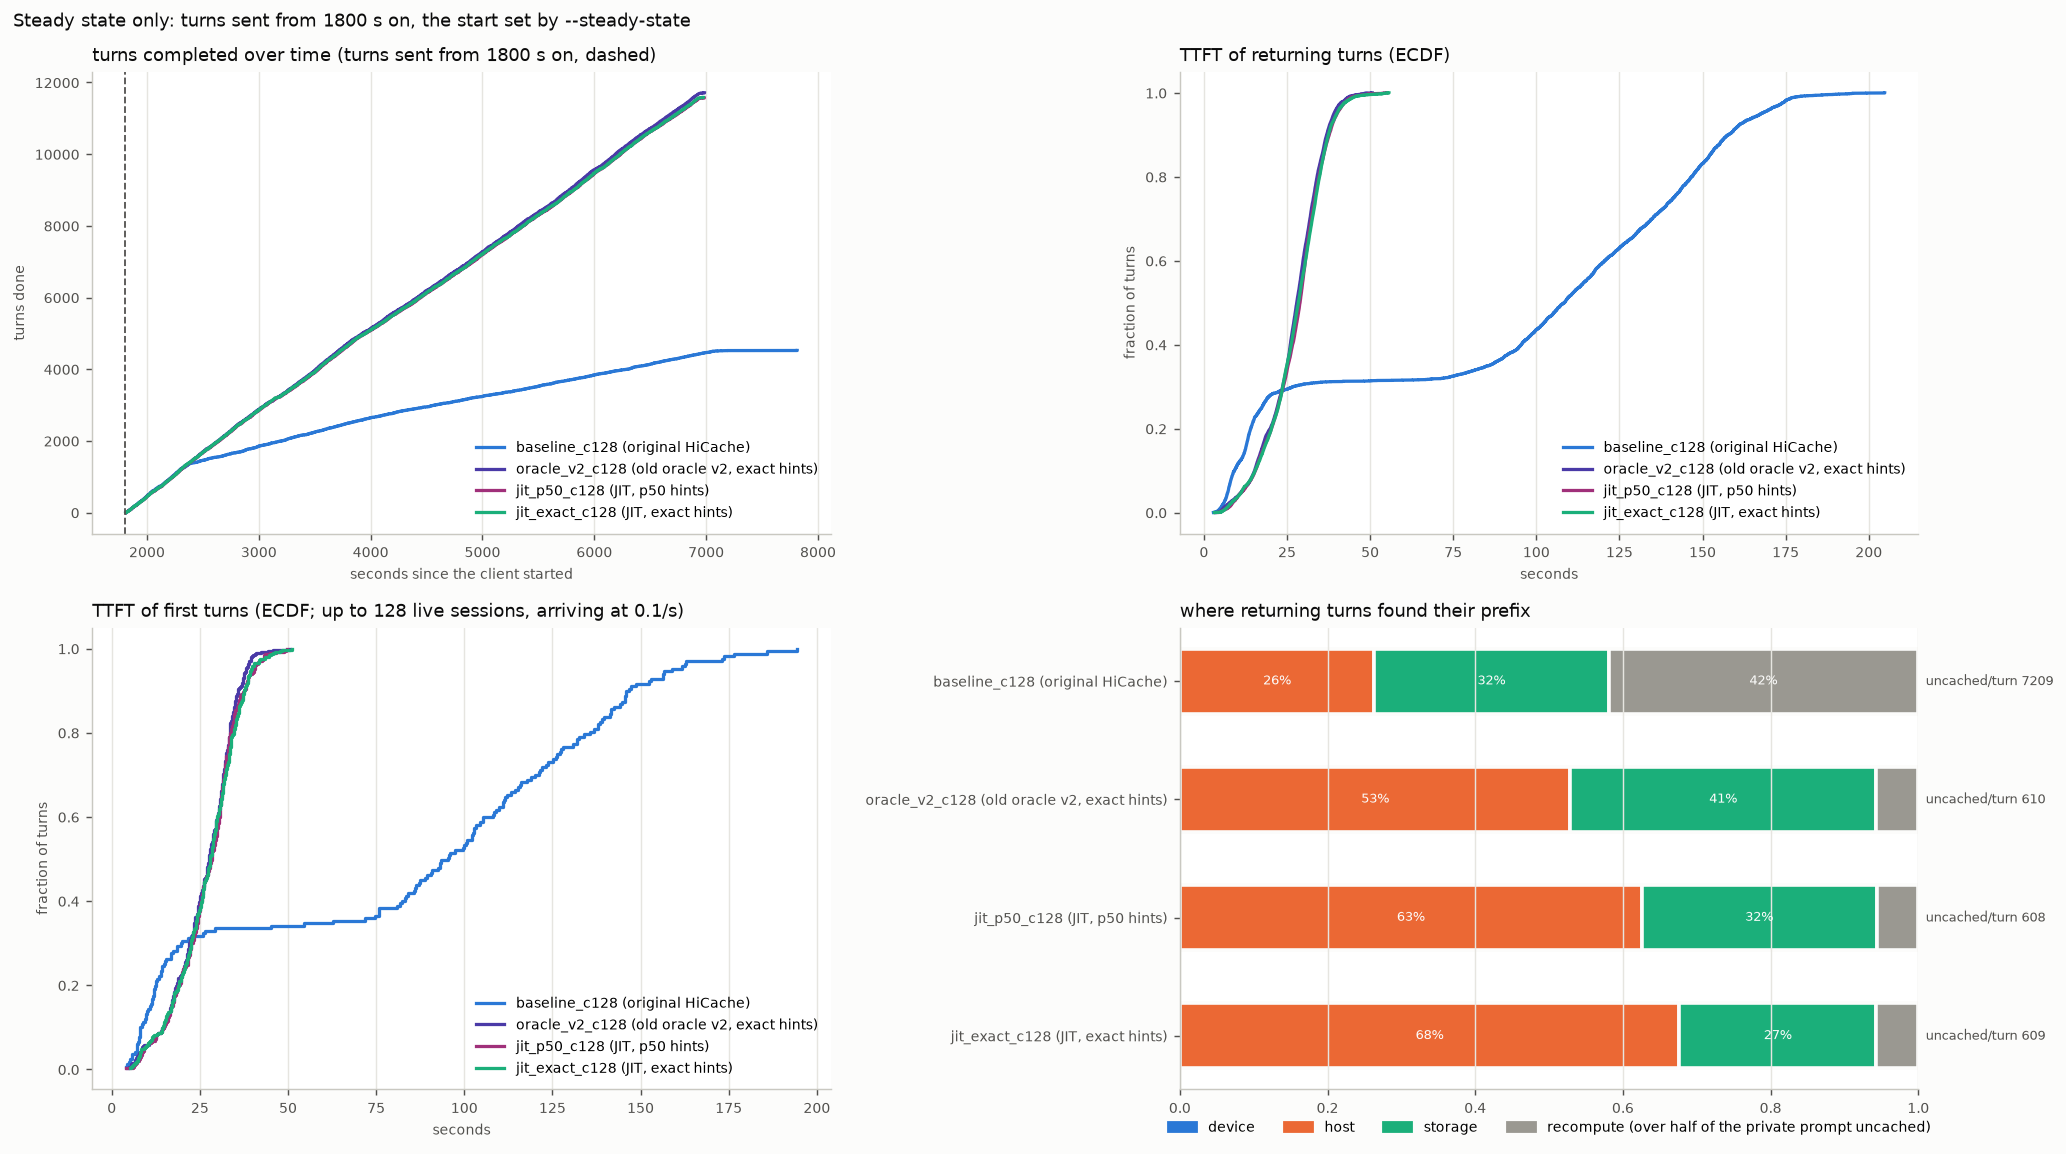 Steady state only: turns sent from 1800 s on, the start set by --steady-state
turns completed over time (turns sent from 1800 s on, dashed)
12000
10000
8000
6000
4000
2000
0
turns done
2000
3000
4000
5000
6000
7000
8000
seconds since the client started
baseline_c128 (original HiCache)
oracle_v2_c128 (old oracle v2, exact hints)
jit_p50_c128 (JIT, p50 hints)
jit_exact_c128 (JIT, exact hints)
TTFT of returning turns (ECDF)
1.0
0.8
0.6
0.4
0.2
0.0
fraction of turns
0
25
50
75
100
125
150
175
200
seconds
baseline_c128 (original HiCache)
oracle_v2_c128 (old oracle v2, exact hints)
jit_p50_c128 (JIT, p50 hints)
jit_exact_c128 (JIT, exact hints)
TTFT of first turns (ECDF; up to 128 live sessions, arriving at 0.1/s)
1.0
0.8
0.6
0.4
0.2
0.0
fraction of turns
0
25
50
75
100
125
150
175
200
seconds
baseline_c128 (original HiCache)
oracle_v2_c128 (old oracle v2, exact hints)
jit_p50_c128 (JIT, p50 hints)
jit_exact_c128 (JIT, exact hints)
where returning turns found their prefix
baseline_c128 (original HiCache)
26%
32%
42%
uncached/turn 7209
oracle_v2_c128 (old oracle v2, exact hints)
53%
41%
uncached/turn 610
jit_p50_c128 (JIT, p50 hints)
63%
32%
uncached/turn 608
jit_exact_c128 (JIT, exact hints)
68%
27%
uncached/turn 609
0.0
0.2
0.4
0.6
0.8
1.0
device
host
storage
recompute (over half of the private prompt uncached)